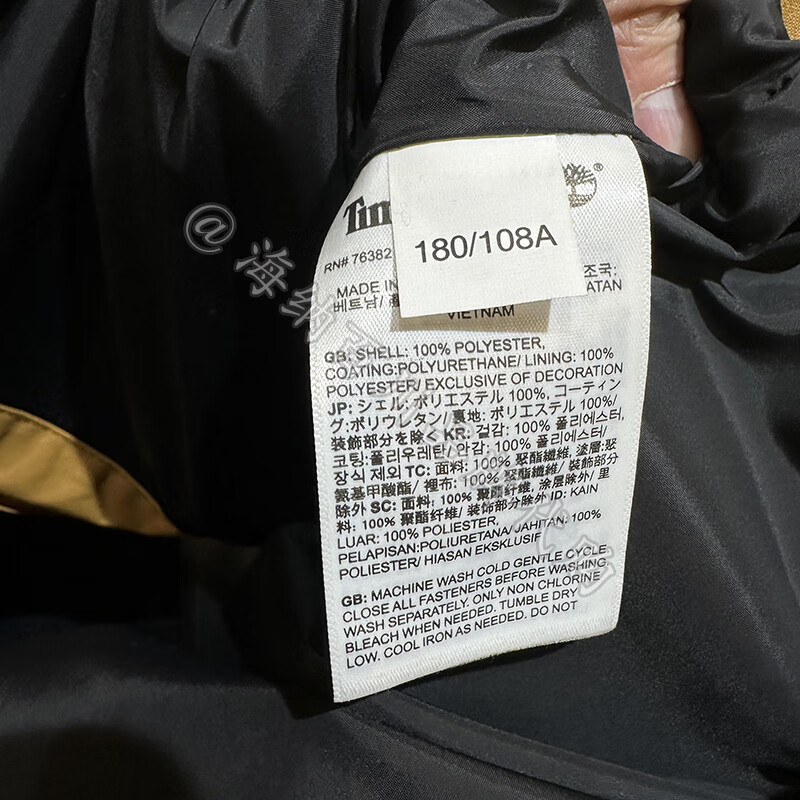 Tim
®
180/108A
RN# 76382
MADE IN
조국:
베트남/
ATAN
VIETNAM
GB: SHELL: 100% POLYESTER,
COATING:POLYURETHANE/ LINING: 100%
POLYESTER/ EXCLUSIVE OF DECORATION
JP: シェル: ポリエステル 100%, コーティン
グ:ポリウレタン/ 裏地: ポリエステル 100%/
装飾部分を除く KR: 겉감: 100% 폴리에스터,
코팅:폴리우레탄/ 안감: 100% 폴리에스터/
장식 제외 TC: 面料: 100% 聚酯纖維, 塗層:聚
氨基甲酸酯/ 裡布: 100% 聚酯纖維/ 裝飾部分
除外 SC: 面料: 100% 聚酯纤维, 涂层除外/ 里
料: 100% 聚酯纤维/ 装饰部分除外 ID: KAIN
LUAR: 100% POLIESTER,
PELAPISAN:POLIURETANA/ JAHITAN: 100%
POLIESTER/ HIASAN EKSKLUSIF
GB: MACHINE WASH COLD GENTLE CYCLE.
CLOSE ALL FASTENERS BEFORE WASHING.
WASH SEPARATELY. ONLY NON CHLORINE
BLEACH WHEN NEEDED. TUMBLE DRY
LOW. COOL IRON AS NEEDED. DO NOT
@海纳